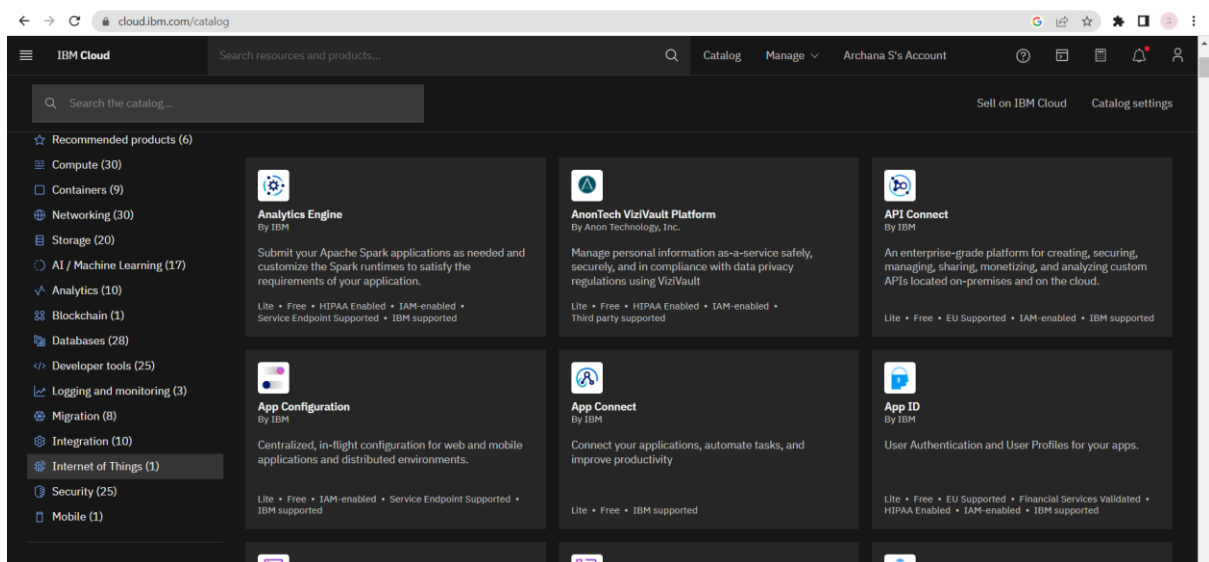 cloud.ibm.com/catalog
IBM Cloud
Search resources and products...
Catalog
Manage
Archana S's Account
Search the catalog...
Sell on IBM Cloud
Catalog settings
Recommended products (6)
Compute (30)
Containers (9)
Networking (30)
Storage (20)
AI / Machine Learning (17)
Analytics (10)
Blockchain (1)
Databases (28)
Developer tools (25)
Logging and monitoring (3)
Migration (8)
Integration (10)
Internet of Things (1)
Security (25)
Mobile (1)
Analytics Engine
By IBM
Submit your Apache Spark applications as needed and
customize the Spark runtimes to satisfy the
requirements of your application.
Lite • Free • HIPAA Enabled • IAM-enabled •
Service Endpoint Supported • IBM supported
AnonTech ViziVault Platform
By Anon Technology, Inc.
Manage personal information as-a-service safely,
securely, and in compliance with data privacy
regulations using ViziVault
Lite • Free • HIPAA Enabled • IAM-enabled •
Third party supported
API Connect
By IBM
An enterprise-grade platform for creating, securing,
managing, sharing, monetizing, and analyzing custom
APIs located on-premises and on the cloud.
Lite • Free • EU Supported • IAM-enabled • IBM supported
App Configuration
By IBM
Centralized, in-flight configuration for web and mobile
applications and distributed environments.
Lite • Free • IAM-enabled • Service Endpoint Supported •
IBM supported
App Connect
By IBM
Connect your applications, automate tasks, and
improve productivity
Lite • Free • IBM supported
App ID
By IBM
User Authentication and User Profiles for your apps.
Lite • Free • EU Supported • Financial Services Validated •
HIPAA Enabled • IAM-enabled • IBM supported